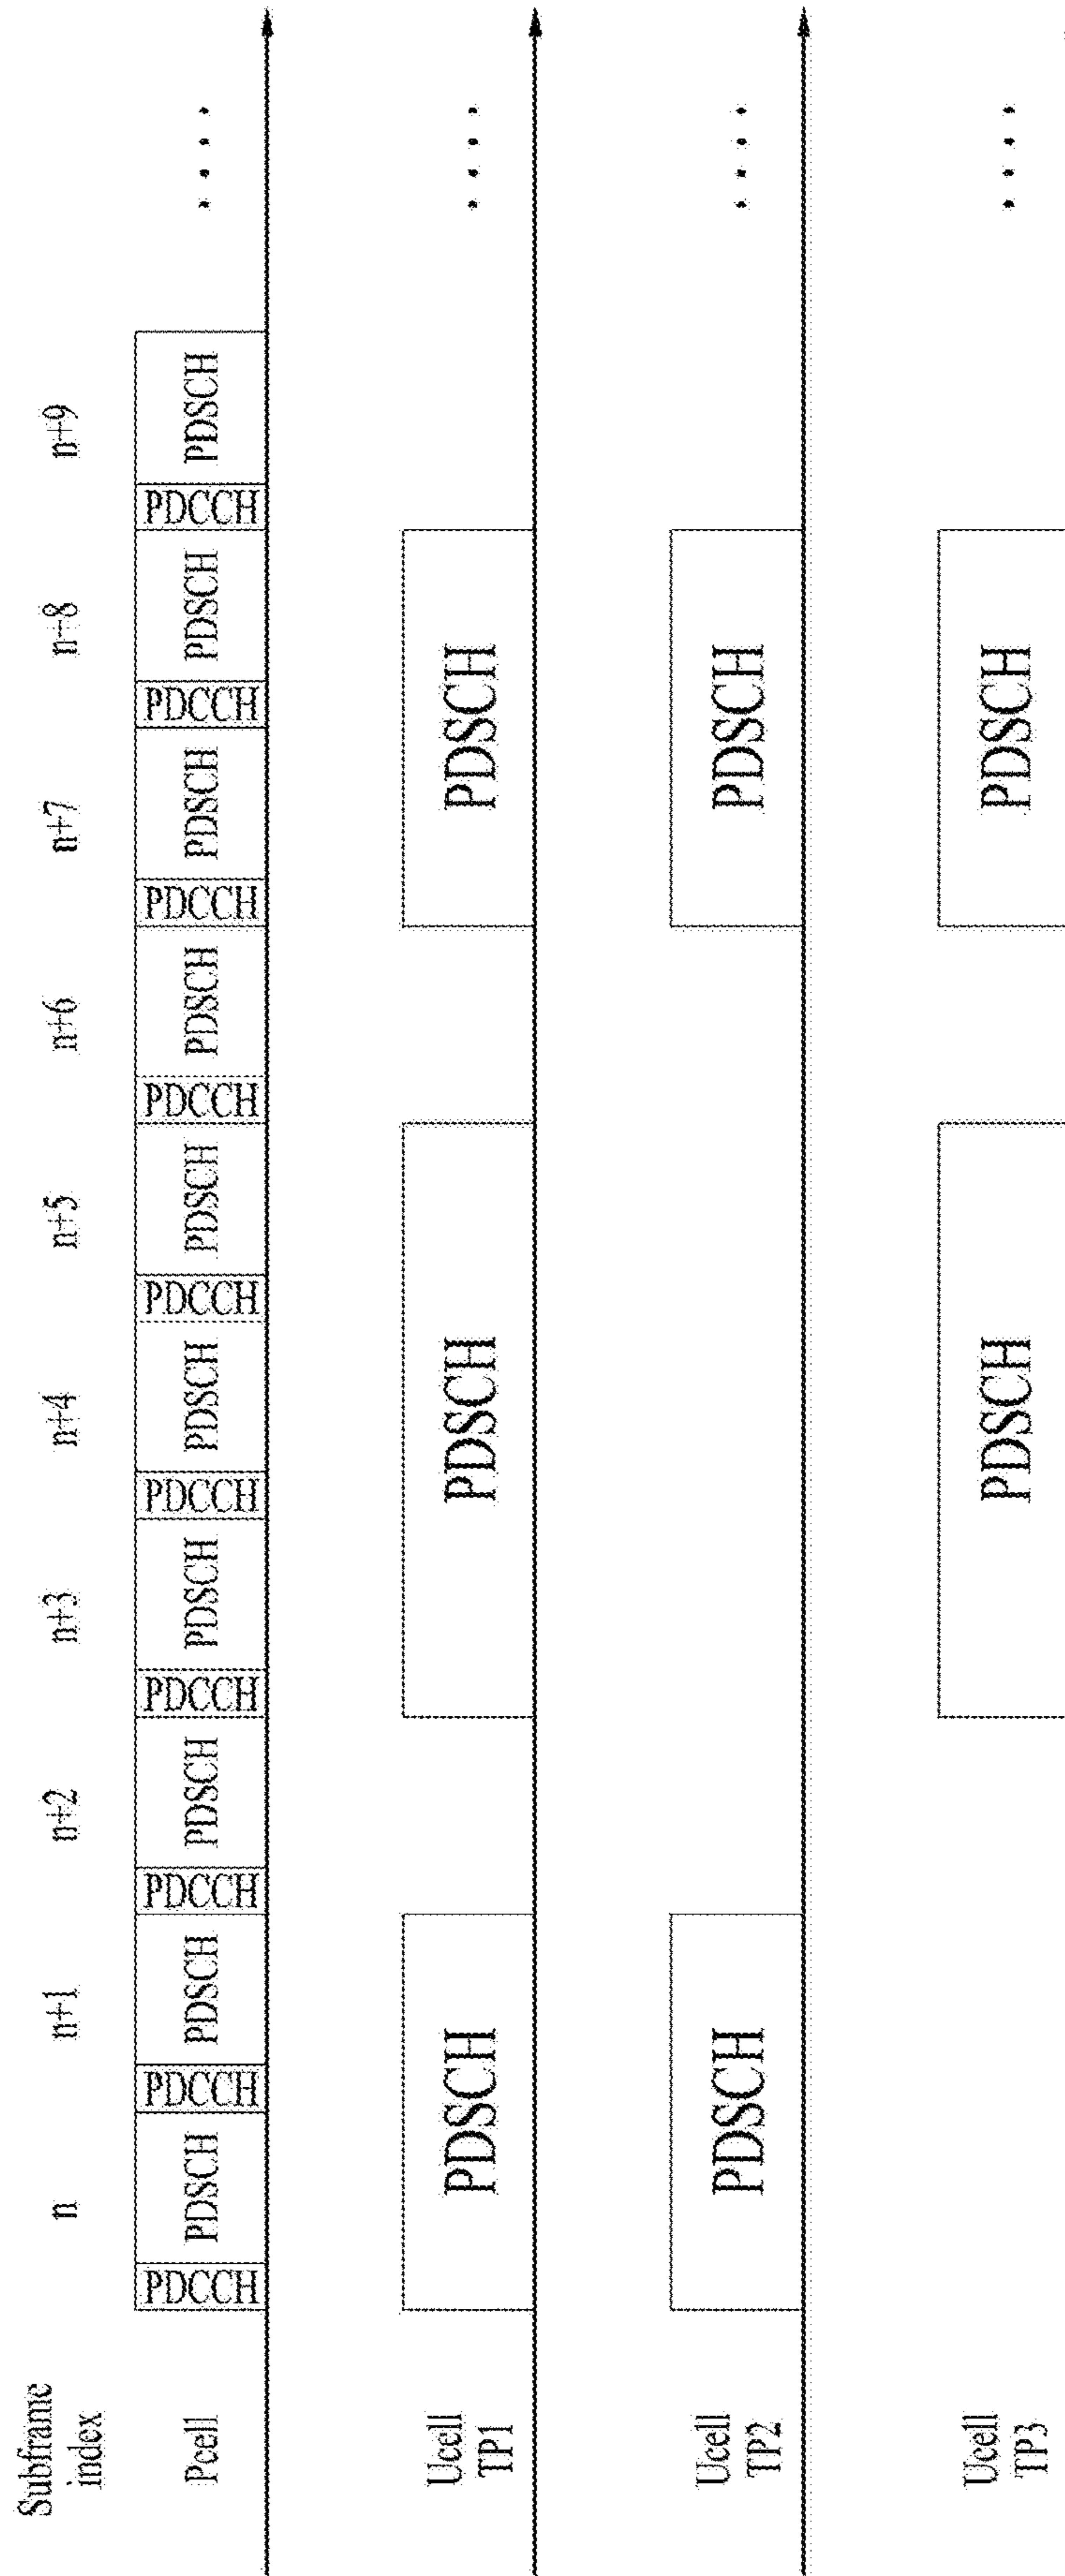 Subframe
index
n n+1 n+2 n+3 n+4 n+5 n+6 n+7 n+8 n+9
Pcell PDCCH PDSCH PDCCH PDSCH PDCCH PDSCH PDCCH PDSCH PDCCH PDSCH PDCCH PDSCH PDCCH PDSCH PDCCH PDSCH PDCCH PDSCH PDCCH PDSCH ....
Ucell
TP1
PDSCH PDSCH PDSCH ....
Ucell
TP2
PDSCH PDSCH ....
Ucell
TP3
PDSCH PDSCH ....